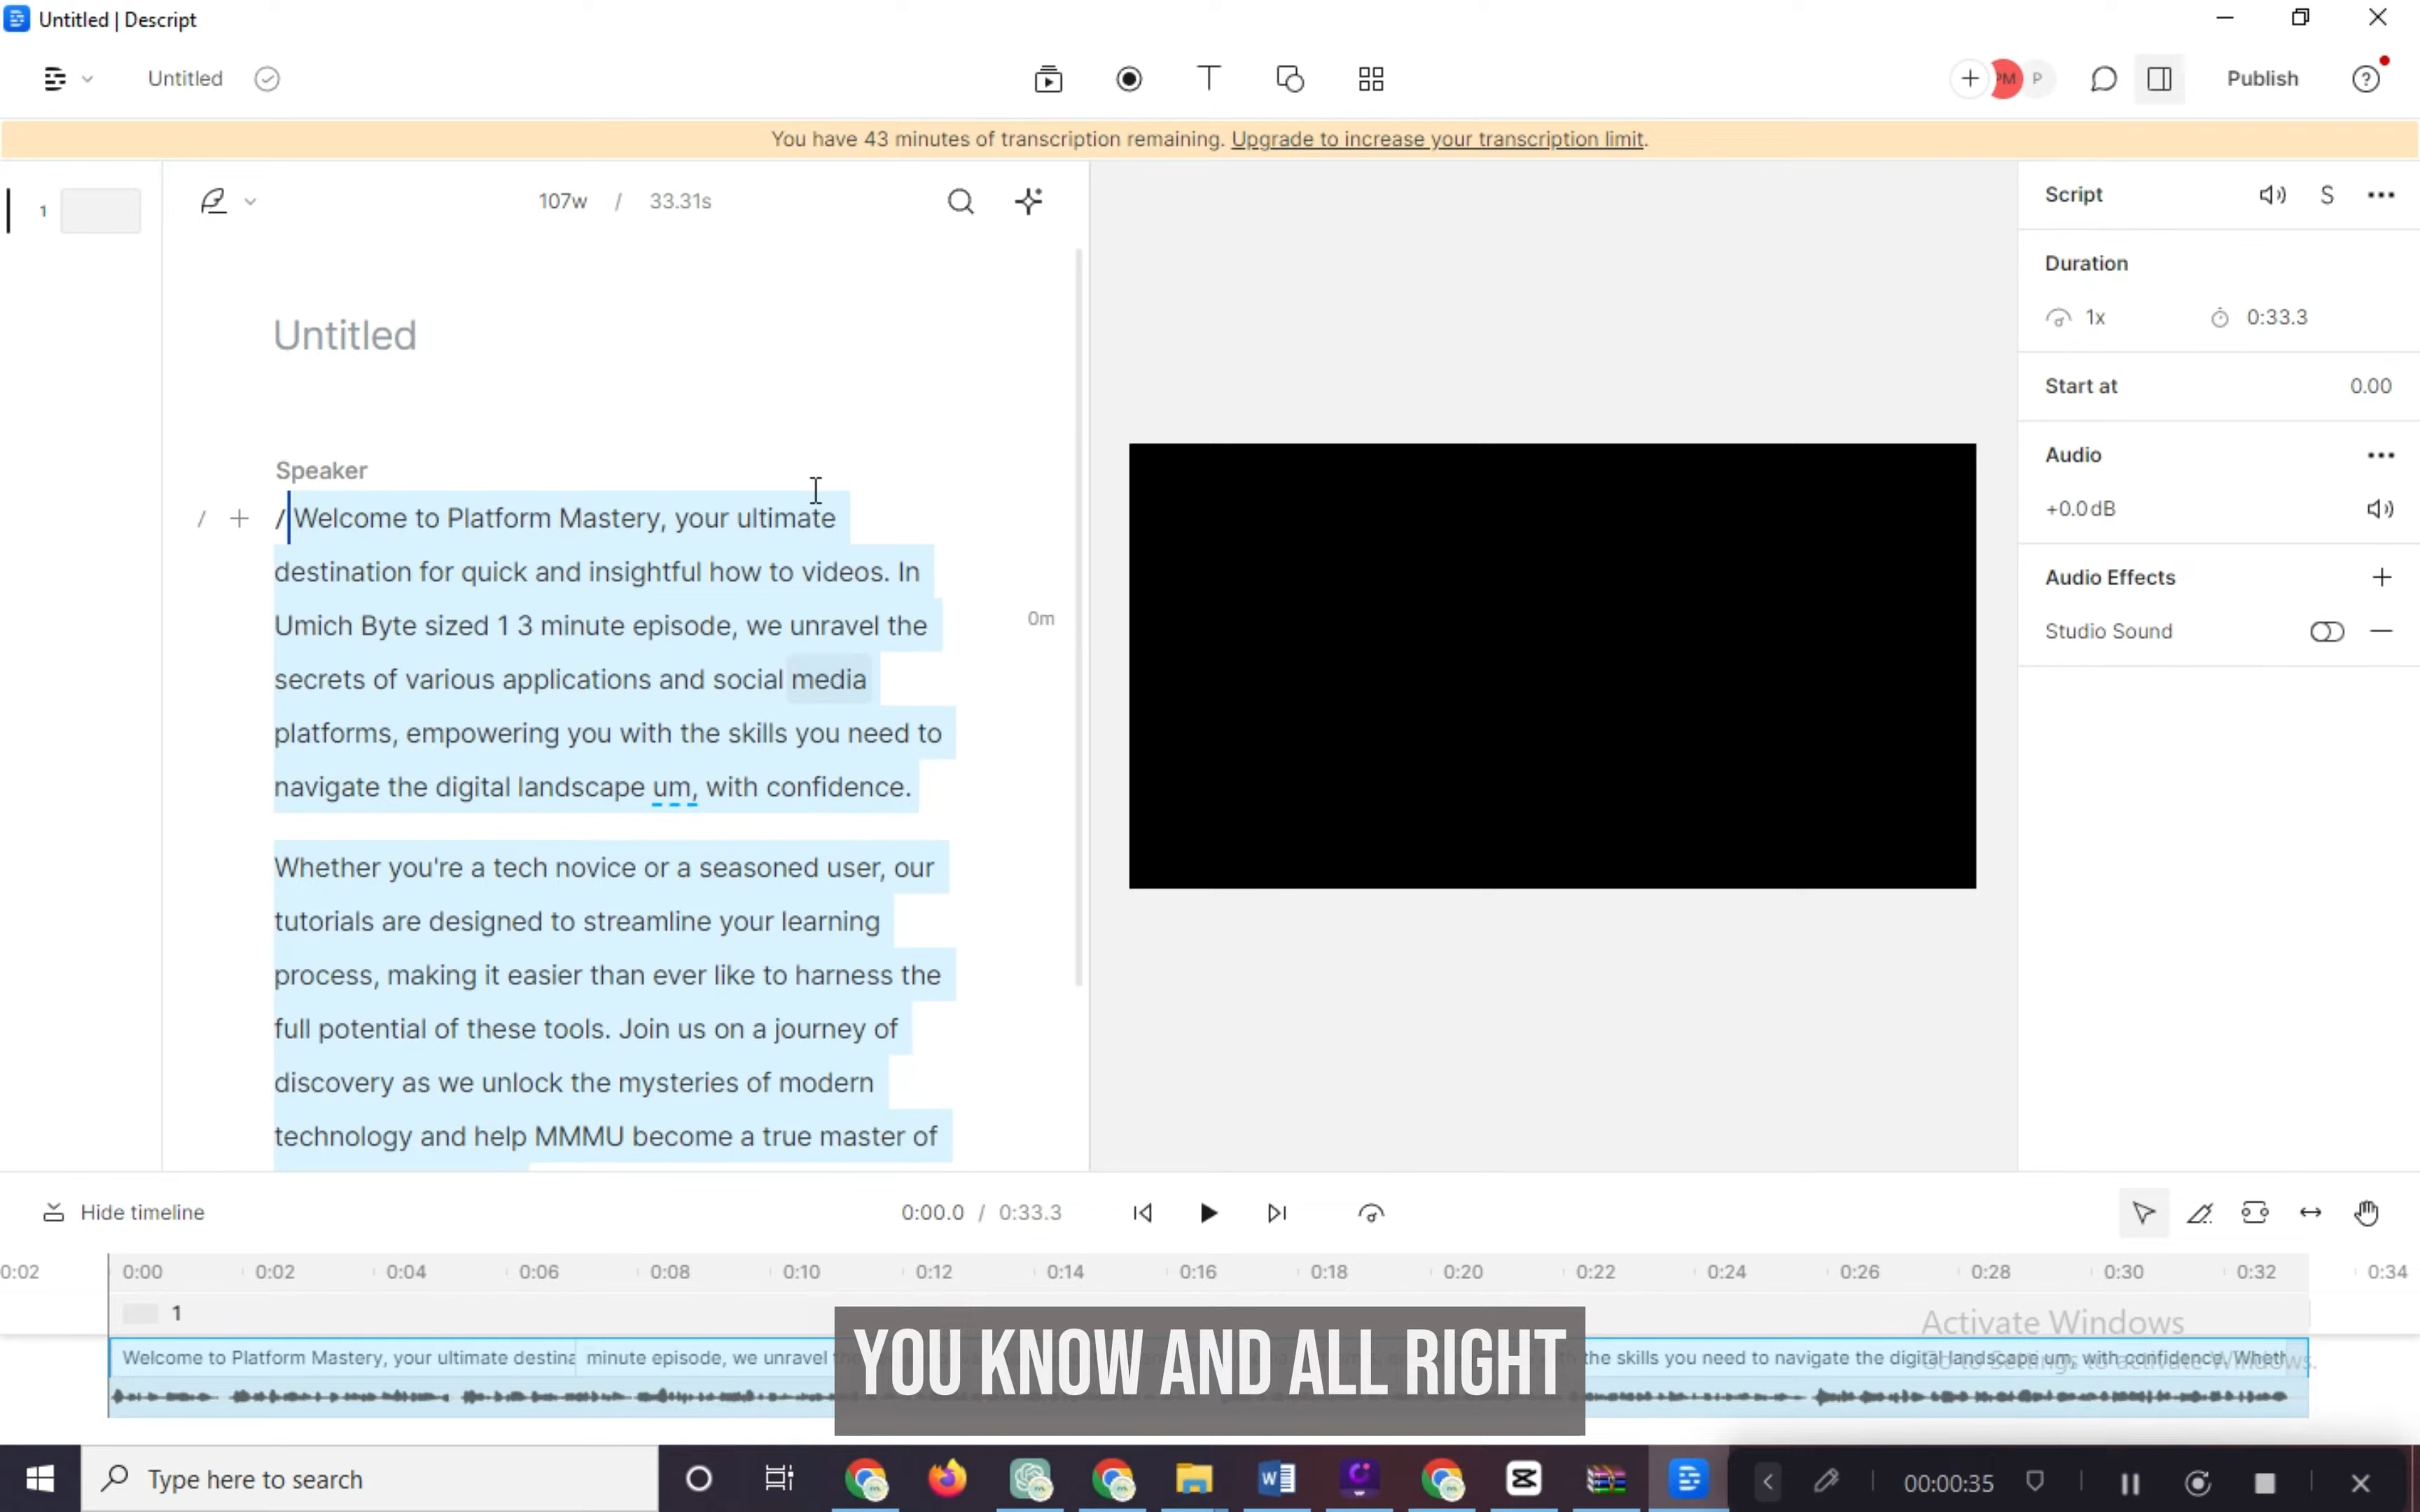 Untitled | Descript
Untitled
PM P
Publish
You have 43 minutes of transcription remaining. Upgrade to increase your transcription limit.
1
107w / 33.31s
Untitled
Speaker
/ + / Welcome to Platform Mastery, your ultimate
destination for quick and insightful how to videos. In
Umich Byte sized 1 3 minute episode, we unravel the
0m
secrets of various applications and social media
platforms, empowering you with the skills you need to
navigate the digital landscape um, with confidence.
Whether you're a tech novice or a seasoned user, our
tutorials are designed to streamline your learning
process, making it easier than ever like to harness the
full potential of these tools. Join us on a journey of
discovery as we unlock the mysteries of modern
technology and help MMMU become a true master of
Script S
Duration
1x 0:33.3
Start at 0.00
Audio
+0.0dB
Audio Effects
Studio Sound
Hide timeline
0:00.0 / 0:33.3
0:02 0:00 0:02 0:04 0:06 0:08 0:10 0:12 0:14 0:16 0:18 0:20 0:22 0:24 0:26 0:28 0:30 0:32 0:34
1
Activate Windows
Go to Settings to activate Windows.
Welcome to Platform Mastery, your ultimate destina minute episode, we unravel the skills you need to navigate the digital landscape um, with confidence. Wheth
YOU KNOW AND ALL RIGHT
Type here to search
00:00:35